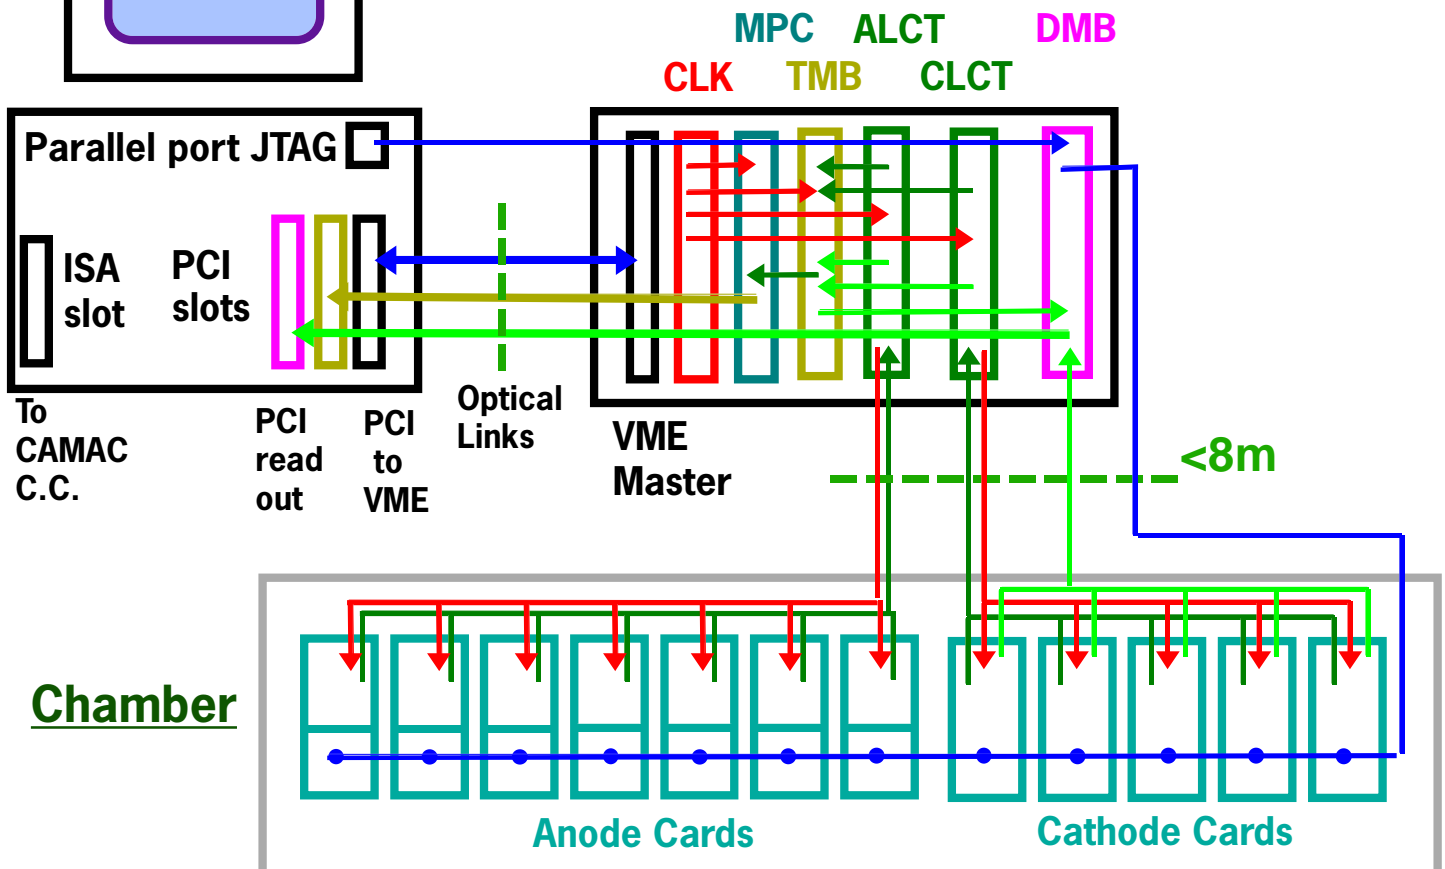 MPC ALCT DMB
CLK TMB CLCT
Parallel port JTAG
ISA
slot
PCI
slots
To
CAMAC
C.C.
PCI
read
out
PCI
to
VME
Optical
Links
VME
Master
<8m
Chamber
Anode Cards
Cathode Cards